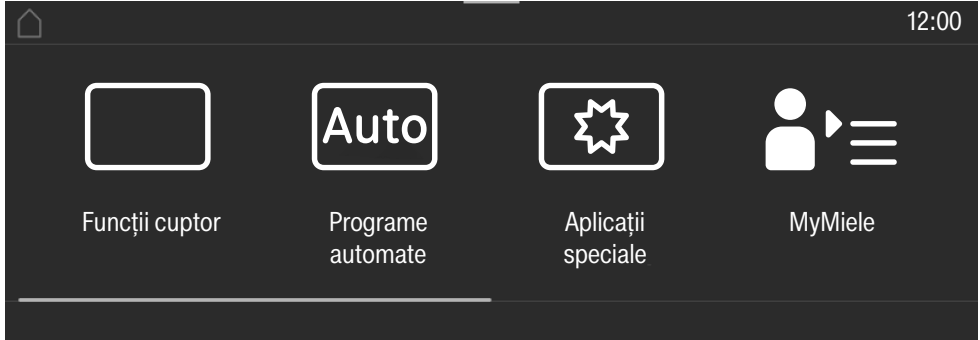 12:00
Auto
Funcții cuptor
Programe
automate
Aplicații
speciale
MyMiele